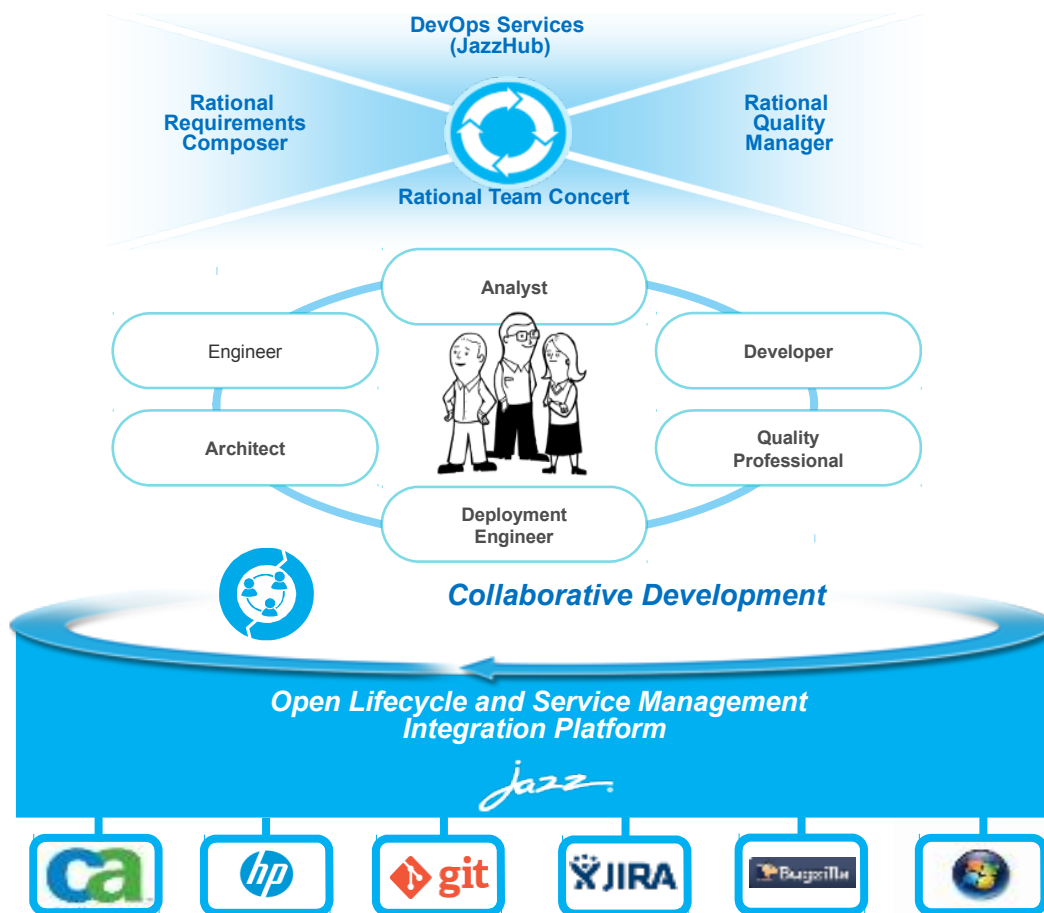 DevOps Services
(JazzHub)
Rational
Requirements
Composer
Rational
Quality
Manager
Rational Team Concert
Analyst
Engineer
Developer
Architect
Quality
Professional
Deployment
Engineer
Collaborative Development
Open Lifecycle and Service Management
Integration Platform
jazz
ca
hp
git
JIRA
Bugzilla